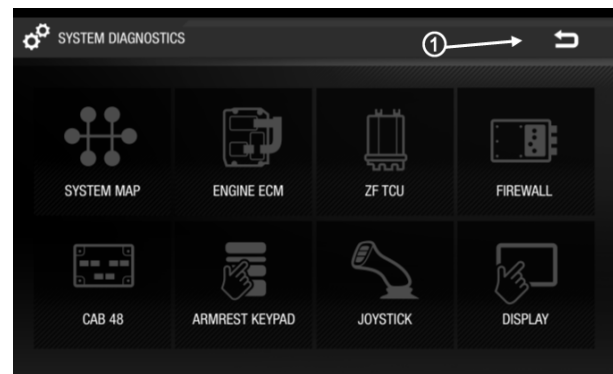 SYSTEM DIAGNOSTICS
1
SYSTEM MAP
ENGINE ECM
ZF TCU
FIREWALL
CAB 48
ARMREST KEYPAD
JOYSTICK
DISPLAY